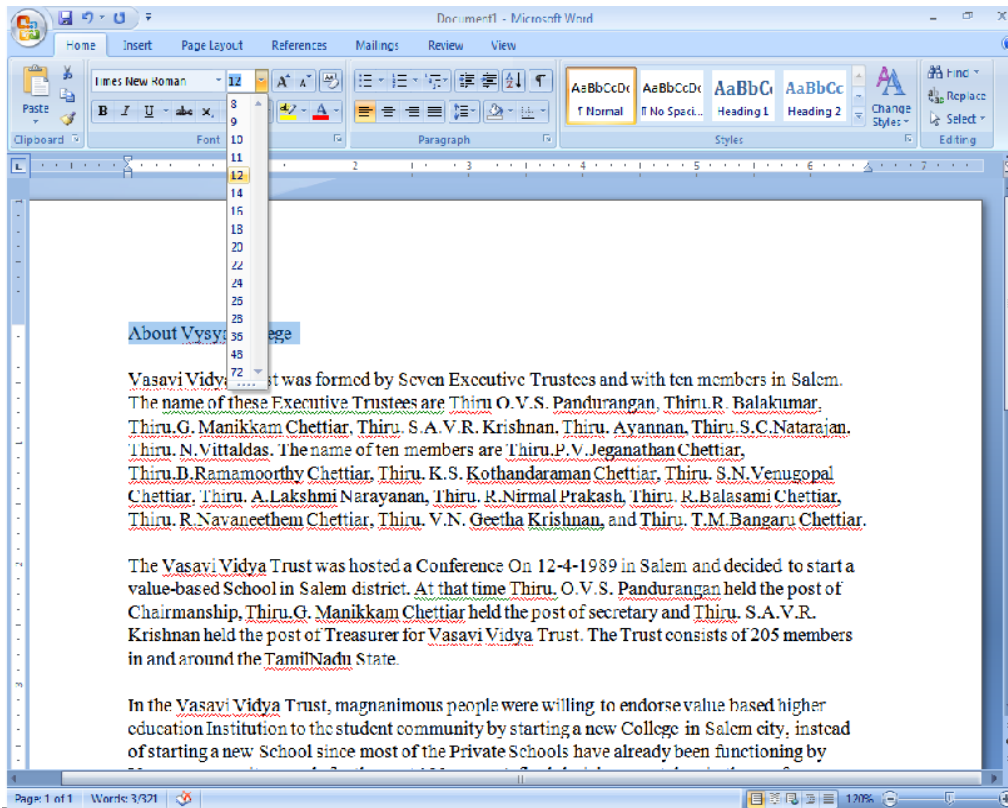 Document1 - Microsoft Word
Home Insert Page Layout References Mailings Review View
Times New Roman 12
Paste
B I U abc x,
AaBbCcDc AaBbCcDc AaBbC AaBbCc
¶ Normal ¶ No Spaci... Heading 1 Heading 2
Change Styles
Find
Replace
Select
Clipboard Font Paragraph Styles Editing
8
9
10
11
12
14
16
18
20
22
24
26
28
36
48
72
2 3 4 5 6 7
About Vysya ege
Vasavi Vidy st was formed by Seven Executive Trustees and with ten members in Salem.
The name of these Executive Trustees are Thiru O.V.S. Pandurangan, Thiru.R. Balakumar,
Thiru.G. Manikkam Chettiar, Thiru. S.A.V.R. Krishnan, Thiru. Ayannan, Thiru.S.C.Natarajan,
Thiru. N.Vittaldas. The name of ten members are Thiru.P.V.Jeganathan Chettiar,
Thiru.B.Ramamoorthy Chettiar, Thiru. K.S. Kothandaraman Chettiar, Thiru. S.N.Venugopal
Chettiar, Thiru. A.Lakshmi Narayanan, Thiru. R.Nirmal Prakash, Thiru. R.Balasami Chettiar,
Thiru. R.Navaneethem Chettiar, Thiru. V.N. Geetha Krishnan, and Thiru. T.M.Bangaru Chettiar.
The Vasavi Vidya Trust was hosted a Conference On 12-4-1989 in Salem and decided to start a
value-based School in Salem district. At that time Thiru. O.V.S. Pandurangan held the post of
Chairmanship, Thiru.G. Manikkam Chettiar held the post of secretary and Thiru. S.A.V.R.
Krishnan held the post of Treasurer for Vasavi Vidya Trust. The Trust consists of 205 members
in and around the TamilNadu State.
In the Vasavi Vidya Trust, magnanimous people were willing to endorse value based higher
education Institution to the student community by starting a new College in Salem city, instead
of starting a new School since most of the Private Schools have already been functioning by
Page: 1 of 1 Words: 3/321 120%